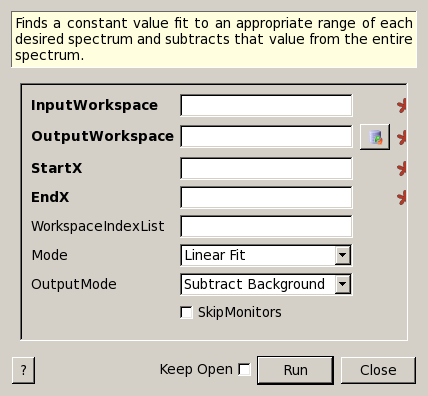 Finds a constant value fit to an appropriate range of each
desired spectrum and subtracts that value from the entire
spectrum.
InputWorkspace
OutputWorkspace
StartX
EndX
WorkspaceIndexList
Mode Linear Fit
OutputMode Subtract Background
SkipMonitors
? Keep Open Run Close